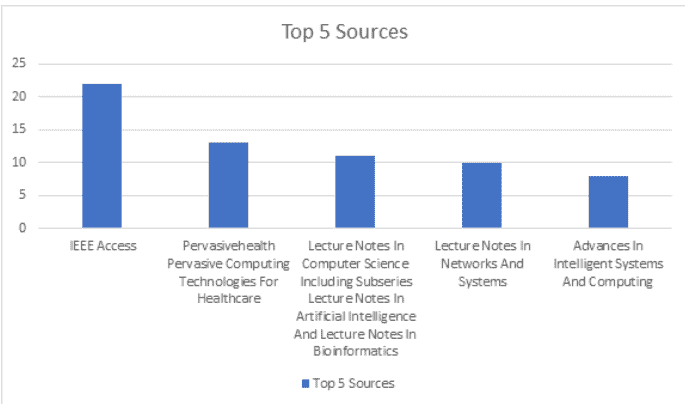 Top 5 Sources
25
20
15
10
5
0
IEEE Access
Pervasivehealth
Pervasive Computing
Technologies For
Healthcare
Lecture Notes In
Computer Science
Including Subseries
Lecture Notes In
Artificial Intelligence
And Lecture Notes In
Bioinformatics
Lecture Notes In
Networks And
Systems
Advances In
Intelligent Systems
And Computing
Top 5 Sources